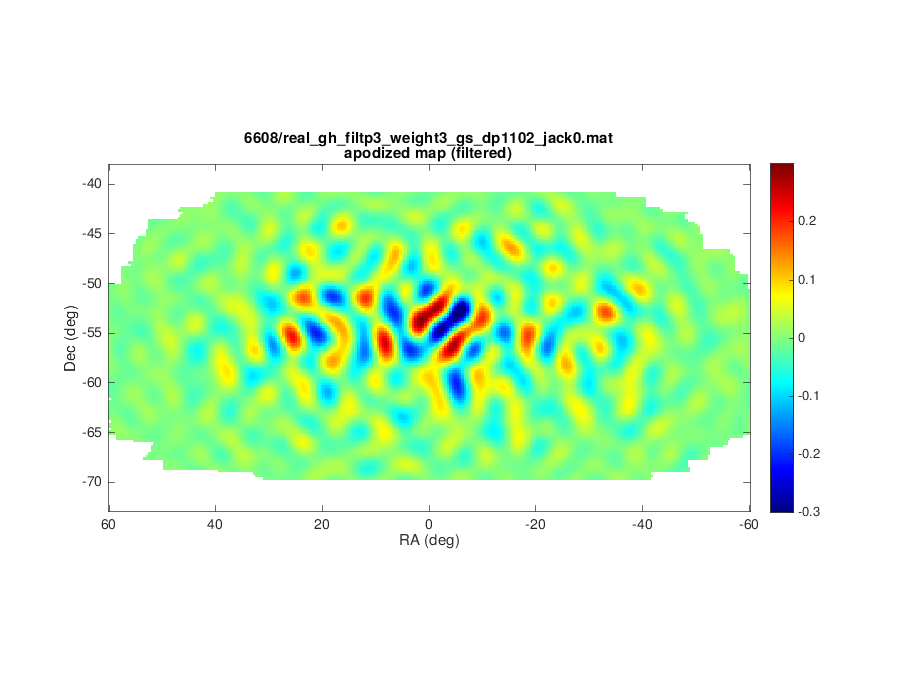 6608/real_gh_filtp3_weight3_gs_dp1102_jack0.mat
apodized map (filtered)
-40
-45
-50
-55
-60
-65
-70
Dec (deg)
60 40 20 0 -20 -40 -60
RA (deg)
0.2
0.1
0
-0.1
-0.2
-0.3